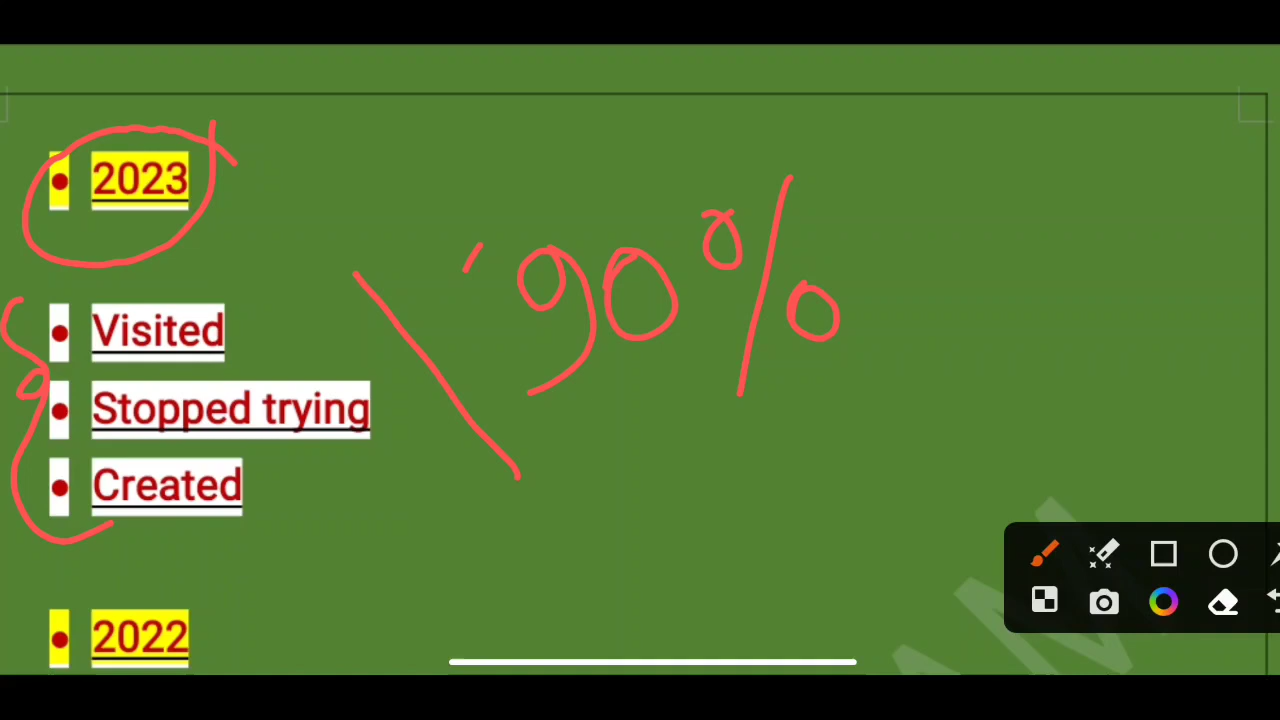 • 2023
90%
• Visited
• Stopped trying
• Created
• 2022